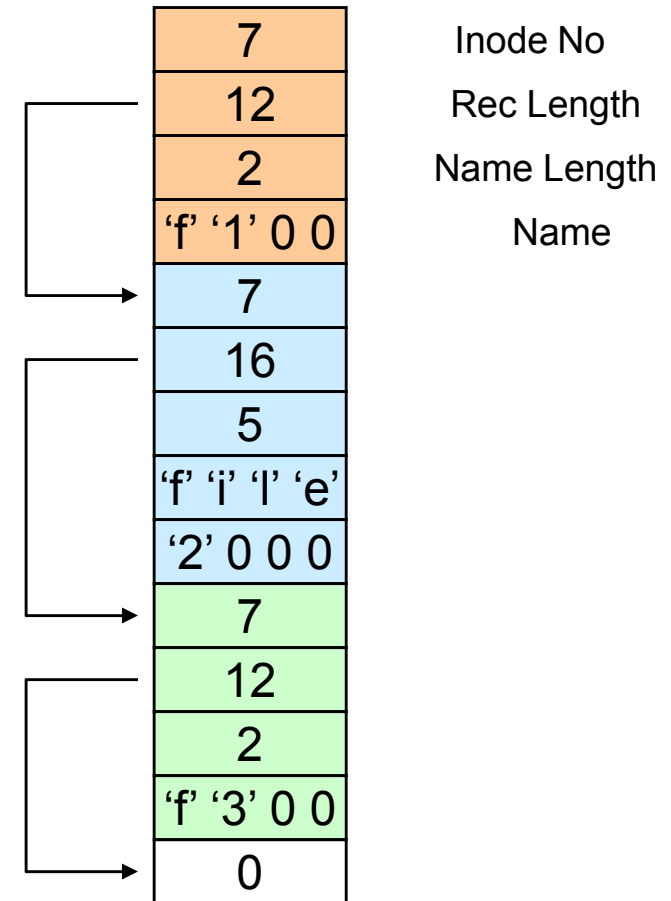 7 Inode No
12 Rec Length
2 Name Length
‘f’ ‘1’ 0 0 Name
7
16
5
‘f’ ‘i’ ‘l’ ‘e’
‘2’ 0 0 0
7
12
2
‘f’ ‘3’ 0 0
0